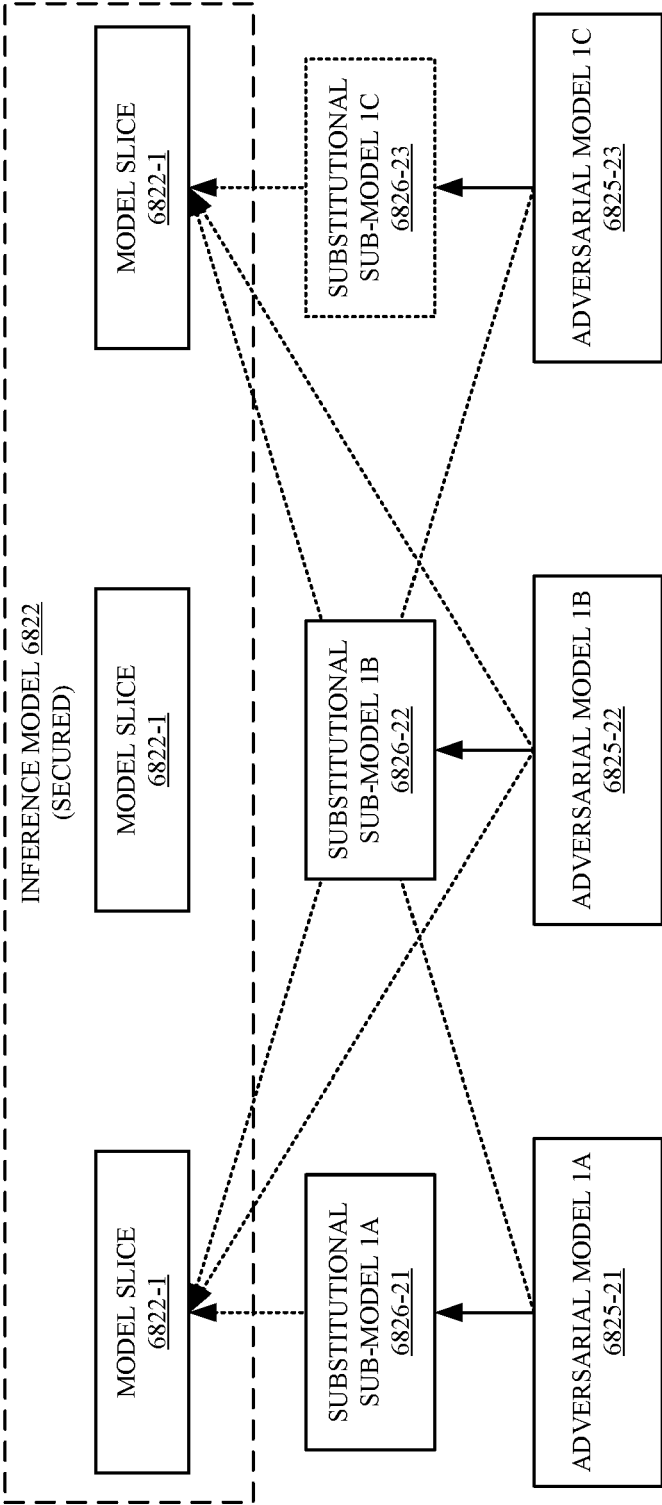 INFERENCE MODEL 6822
(SECURED)
MODEL SLICE
6822-1
MODEL SLICE
6822-1
MODEL SLICE
6822-1
SUBSTITUTIONAL
SUB-MODEL 1A
6826-21
SUBSTITUTIONAL
SUB-MODEL 1B
6826-22
SUBSTITUTIONAL
SUB-MODEL 1C
6826-23
ADVERSARIAL MODEL 1A
6825-21
ADVERSARIAL MODEL 1B
6825-22
ADVERSARIAL MODEL 1C
6825-23